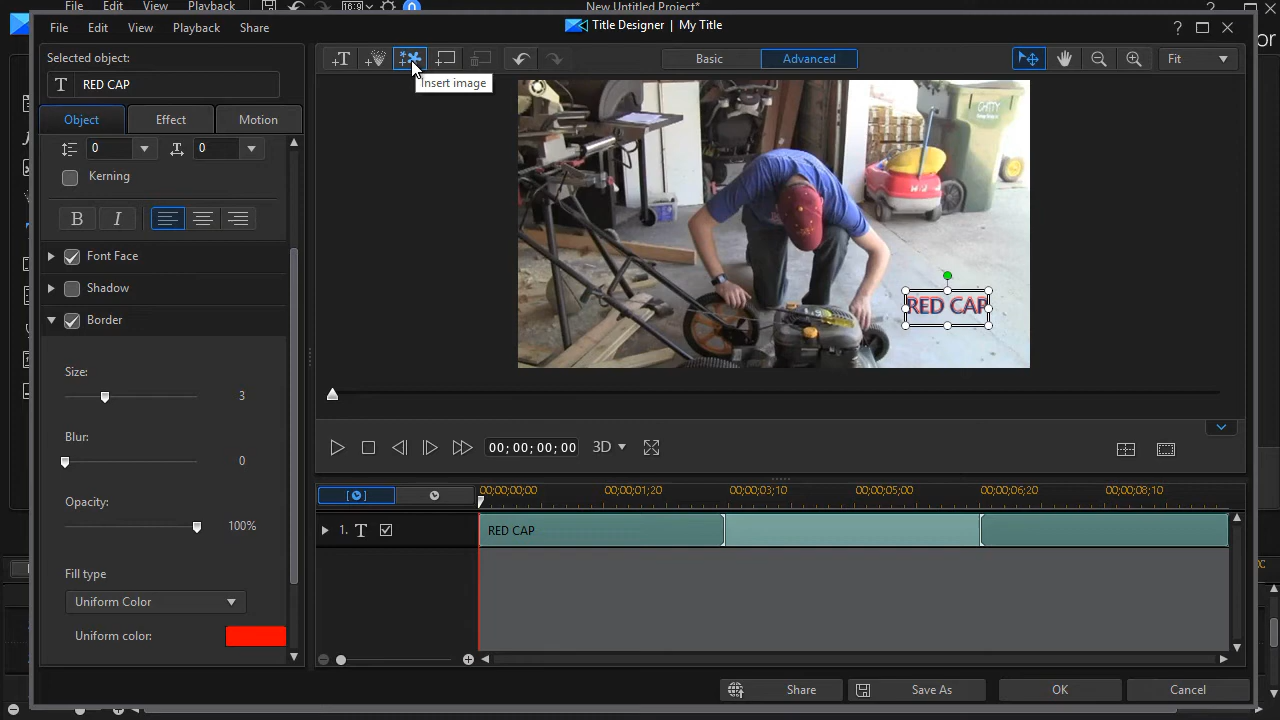 File Edit View Playback
16:9
New Untitled Project*
?
Title Designer | My Title
File Edit View Playback Share
?
Selected object:
T RED CAP
Object Effect Motion
0 0
Kerning
B I
Font Face
Shadow
Border
Size:
3
Blur:
0
Opacity:
100%
Fill type
Uniform Color
Uniform color:
T
Insert image
Basic Advanced
Fit
RED CAP
00; 00; 00; 00
3D
00;00;00;00 00;00;01;20 00;00;03;10 00;00;05;00 00;00;06;20 00;00;08;10
1. T RED CAP
Share Save As OK Cancel